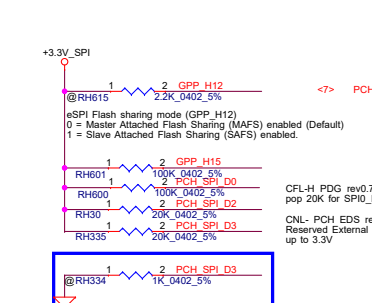 +3.3V_SPI
1 2 GPP_H12
@RH615 2.2K_0402_5%
<7> PCH
eSPI Flash sharing mode (GPP_H12)
0 = Master Attached Flash Sharing (MAFS) enabled (Default)
1 = Slave Attached Flash Sharing (SAFS) enabled.
1 2 GPP_H15
RH601 100K_0402_5%
1 2 PCH_SPI_D0
RH600 100K_0402_5%
1 2 PCH_SPI_D2
RH30 20K_0402_5%
1 2 PCH_SPI_D3
RH335 20K_0402_5%
CFL-H PDG rev0.7
pop 20K for SPI0_
CNL- PCH EDS re
Reserved External
up to 3.3V
1 2 PCH_SPI_D3
@RH334 1K_0402_5%